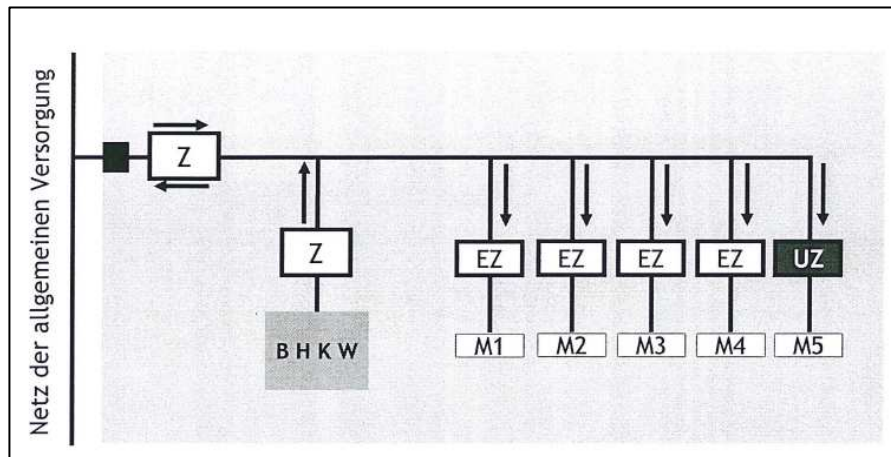 Netz der allgemeinen Versorgung
Z
Z
EZ EZ EZ EZ UZ
BHKW
M1 M2 M3 M4 M5